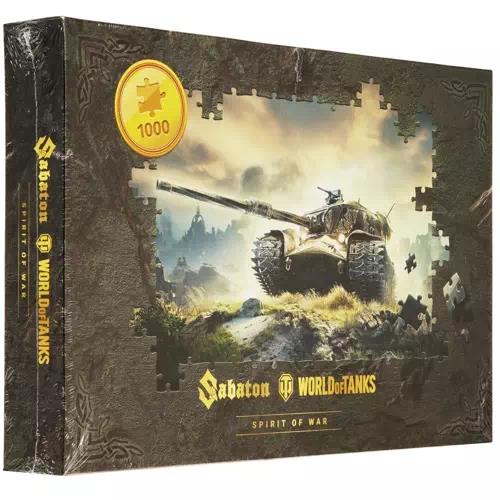 1000
Sabaton WORLD OF TANKS
SPIRIT OF WAR
Sabaton WORLD OF TANKS
SPIRIT OF WAR